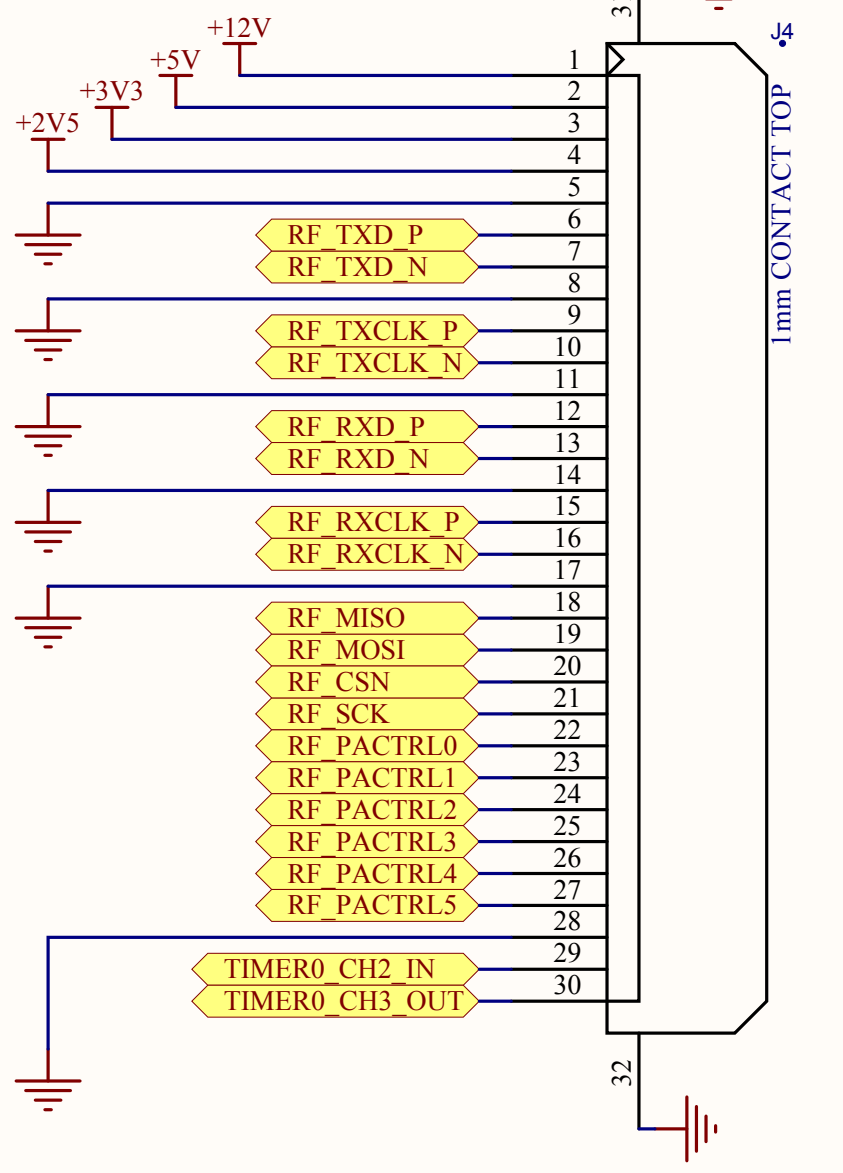 31
J4
+12V
1
+5V
2
+3V3
3
+2V5
4
5
RF_TXD_P 6
RF_TXD_N 7
8
RF_TXCLK_P 9
RF_TXCLK_N 10
11
RF_RXD_P 12
RF_RXD_N 13
14
RF_RXCLK_P 15
RF_RXCLK_N 16
17
RF_MISO 18
RF_MOSI 19
RF_CSN 20
RF_SCK 21
RF_PACTRL0 22
RF_PACTRL1 23
RF_PACTRL2 24
RF_PACTRL3 25
RF_PACTRL4 26
RF_PACTRL5 27
28
TIMER0_CH2_IN 29
TIMER0_CH3_OUT 30
32
1mm CONTACT TOP